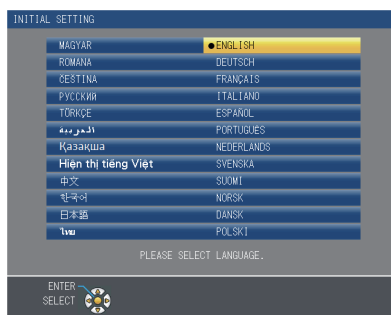 INITIAL SETTING
MAGYAR ENGLISH
ROMANA DEUTSCH
ČEŠTINA FRANÇAIS
РУССКИЙ ITALIANO
TÜRKÇE ESPAÑOL
العربية PORTUGUÊS
Қазақша NEDERLANDS
Hiện thị tiếng Việt SVENSKA
中文 SUOMI
한국어 NORSK
日本語 DANSK
ไทย POLSKI
PLEASE SELECT LANGUAGE.
ENTER
SELECT